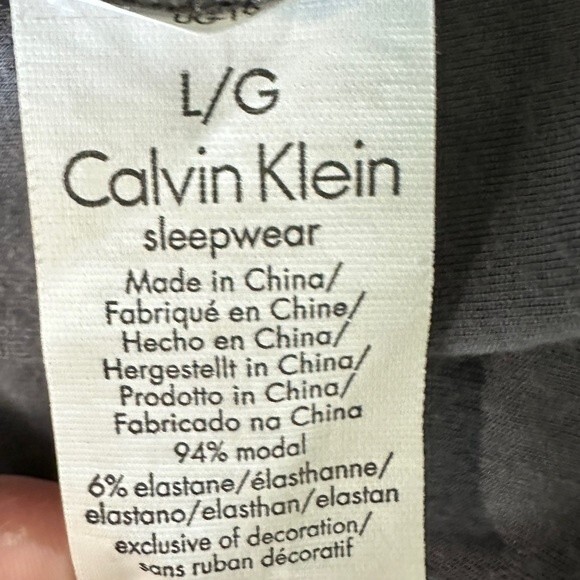 L/G
Calvin Klein
sleepwear
Made in China/
Fabriqué en Chine/
Hecho en China/
Hergestellt in China/
Prodotto in China/
Fabricado na China
94% modal
6% elastane/élasthanne/
elastano/elasthan/elastan
exclusive of decoration/
sans ruban décoratif